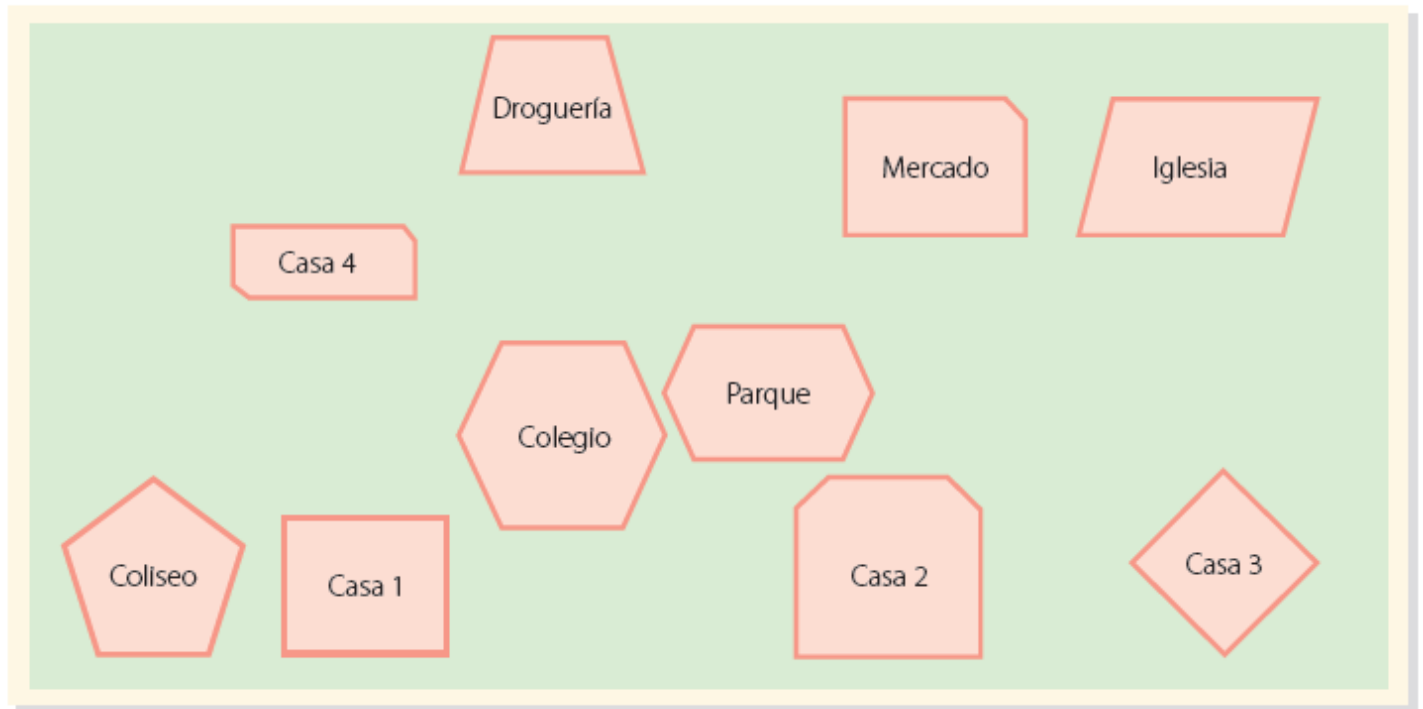 Droguería
Mercado
Iglesia
Casa 4
Parque
Colegio
Coliseo
Casa 1
Casa 2
Casa 3